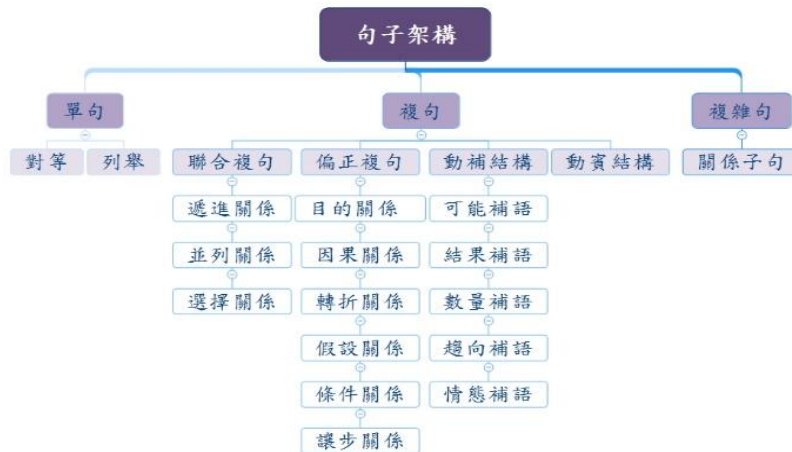 句子架構
單句 複句 複雜句
對等 列舉 聯合複句 偏正複句 動補結構 動賓結構 關係子句
遞進關係 目的關係 可能補語
並列關係 因果關係 結果補語
選擇關係 轉折關係 數量補語
假設關係 趨向補語
條件關係 情態補語
讓步關係